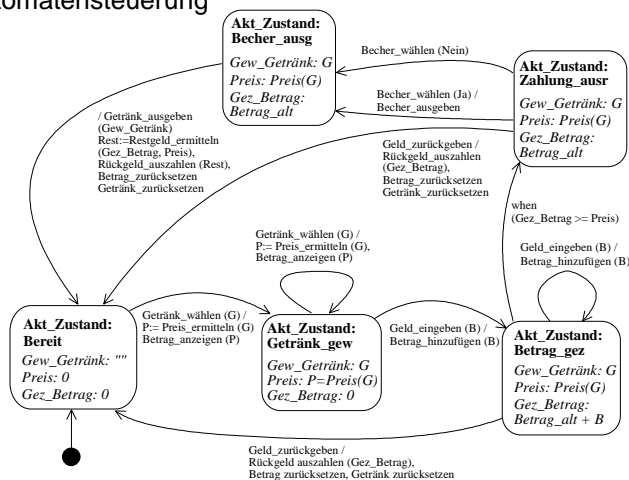 tomatensteuerung
Akt_Zustand:
Becher_ausg
Gew_Getränk: G
Preis: Preis(G)
Gez_Betrag:
Betrag_alt
Becher_wählen (Nein)
Becher_wählen (Ja) /
Becher_ausgeben
Akt_Zustand:
Zahlung_ausr
Gew_Getränk: G
Preis: Preis(G)
Gez_Betrag:
Betrag_alt
/ Getränk_ausgeben
(Gew_Getränk)
Rest:=Restgeld_ermitteln
(Gez_Betrag, Preis),
Rückgeld_auszahlen (Rest),
Betrag_zurücksetzen
Getränk_zurücksetzen
Geld_zurückgeben /
Rückgeld_auszahlen
(Gez_Betrag),
Betrag_zurücksetzen
Getränk_zurücksetzen
when
(Gez_Betrag >= Preis)
Getränk_wählen (G) /
P:= Preis_ermitteln (G),
Betrag_anzeigen (P)
Geld_eingeben (B) /
Betrag_hinzufügen (B)
Akt_Zustand:
Bereit
Gew_Getränk: ""
Preis: 0
Gez_Betrag: 0
Getränk_wählen (G) /
P:= Preis_ermitteln (G)
Betrag_anzeigen (P)
Akt_Zustand:
Getränk_gew
Gew_Getränk: G
Preis: P=Preis(G)
Gez_Betrag: 0
Geld_eingeben (B) /
Betrag_hinzufügen (B)
Akt_Zustand:
Betrag_gez
Gew_Getränk: G
Preis: Preis(G)
Gez_Betrag:
Betrag_alt + B
Geld_zurückgeben /
Rückgeld auszahlen (Gez_Betrag),
Betrag zurücksetzen, Getränk zurücksetzen